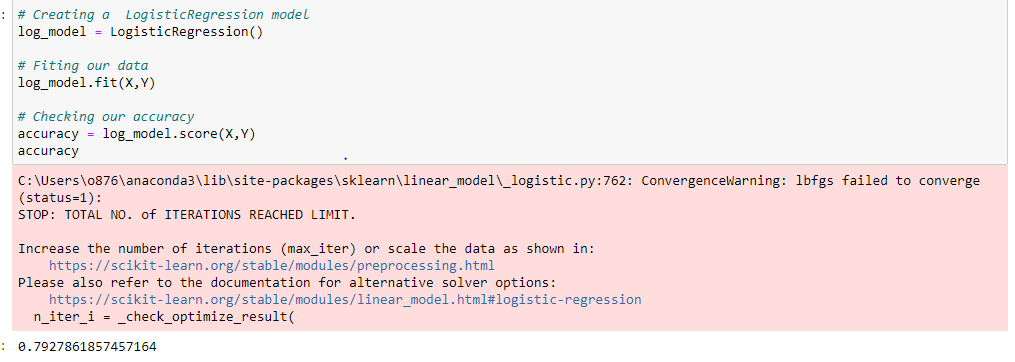 : # Creating a  LogisticRegression model
log_model = LogisticRegression()
# Fiting our data
log_model.fit(X,Y)
# Checking our accuracy
accuracy = log_model.score(X,Y)
accuracy
C:\Users\o876\anaconda3\lib\site-packages\sklearn\linear_model\_logistic.py:762: ConvergenceWarning: lbfgs failed to converge
(status=1):
STOP: TOTAL NO. of ITERATIONS REACHED LIMIT.
Increase the number of iterations (max_iter) or scale the data as shown in:
    https://scikit-learn.org/stable/modules/preprocessing.html
Please also refer to the documentation for alternative solver options:
    https://scikit-learn.org/stable/modules/linear_model.html#logistic-regression
  n_iter_i = _check_optimize_result(
: 0.7927861857457164